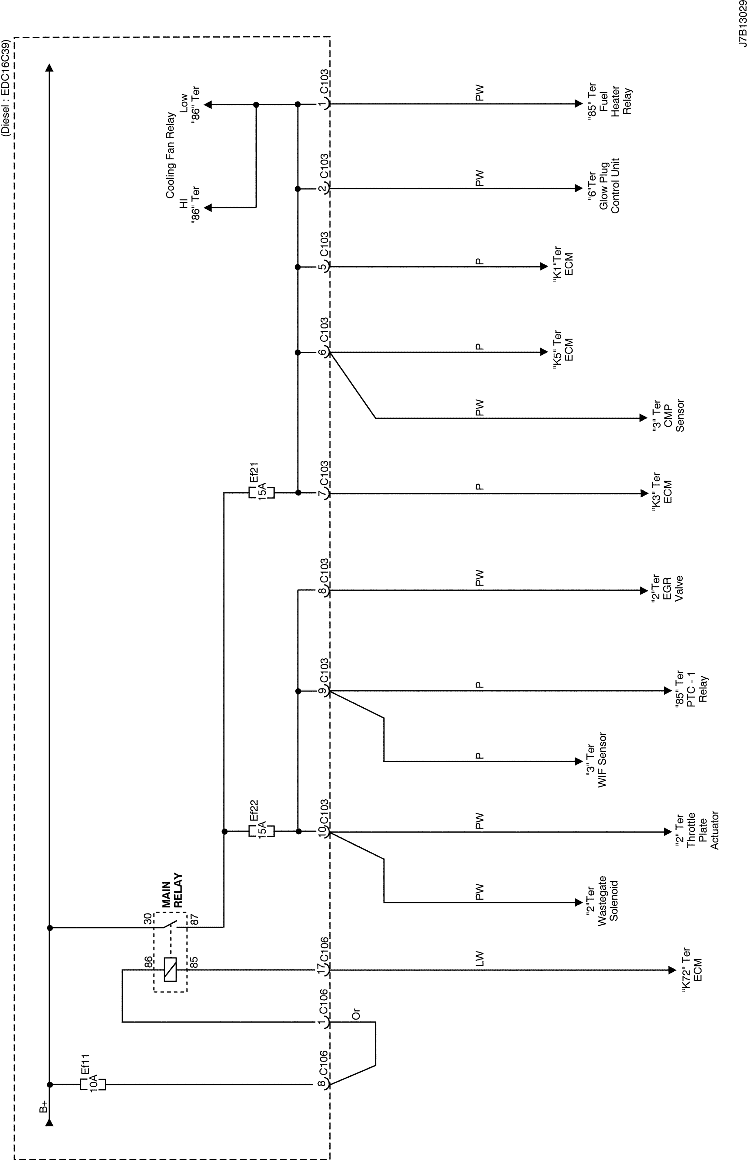 J7B13029
(Diesel : EDC16C39)
B+
Ef11
10A
8 C106
1 C106
Or
86
85
17 C106
LW
"K72" Ter
ECM
30
87
MAIN
RELAY
Ef22
15A
10 C103
PW
"2"Ter
Wastegate
Solenoid
PW
"2" Ter
Throttle
Plate
Actuator
9 C103
P
"3" Ter
WIF Sensor
P
"85" Ter
PTC - 1
Relay
8 C103
PW
"2"Ter
EGR
Valve
Ef21
15A
7 C103
P
"K3" Ter
ECM
6 C103
PW
"3" Ter
CMP
Sensor
P
"K5" Ter
ECM
5 C103
P
"K1"Ter
ECM
2 C103
PW
"6"Ter
Glow Plug
Control Unit
1 C103
PW
"85" Ter
Fuel
Heater
Relay
Cooling Fan Relay
HI
"86" Ter
Low
"86" Ter